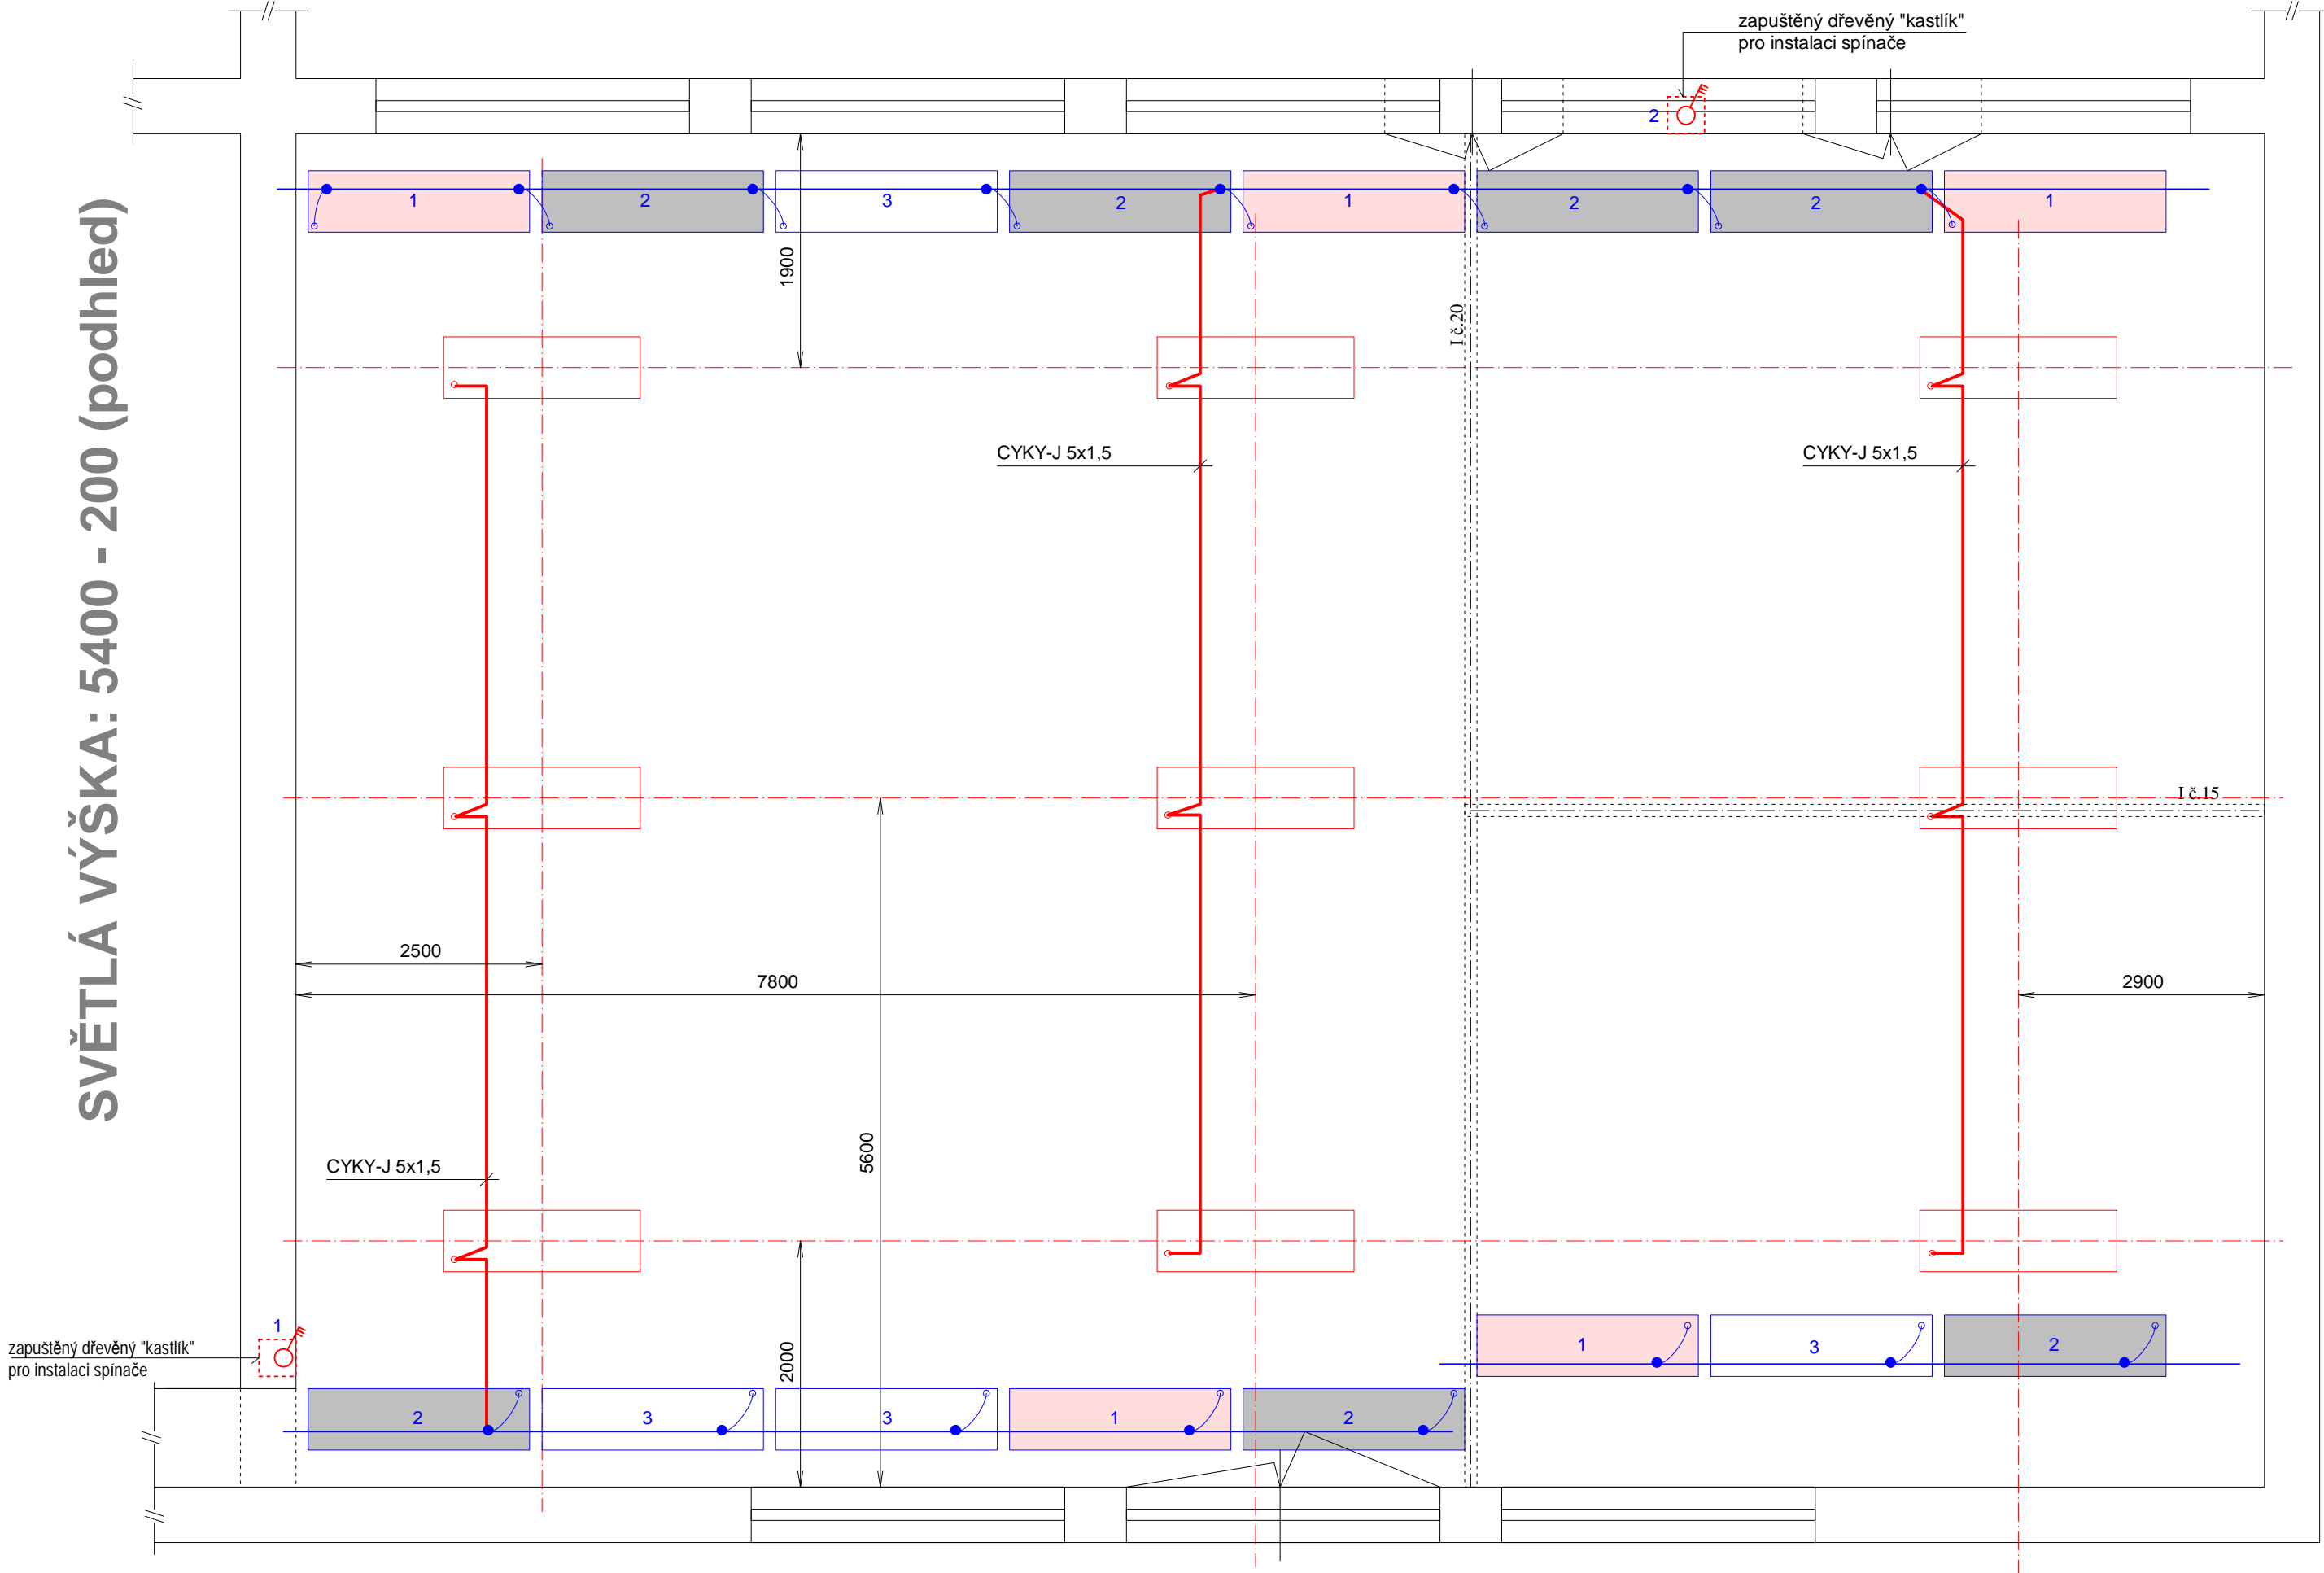 zapuštěný dřevěný "kastlík"
pro instalaci spínače
2
1
2
3
2
1
2
2
1
1900
I č.20
SVĚTLÁ VÝŠKA: 5400 - 200 (podhled)
CYKY-J 5x1,5
CYKY-J 5x1,5
I č.15
2500
7800
2900
5600
CYKY-J 5x1,5
1
zapuštěný dřevěný "kastlík"
pro instalaci spínače
2000
1
3
2
2
3
3
1
2